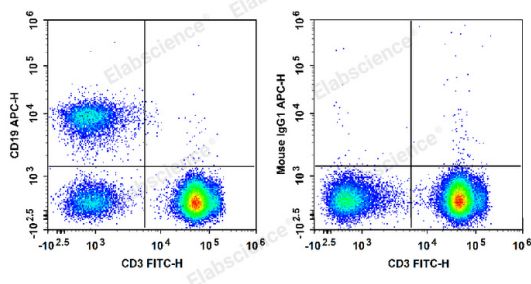 Elabscience®
CD19 APC-H
10^6
10^5
10^4
10^3
-10^2.5
-10^2.5 10^3 10^4 10^5 10^6
CD3 FITC-H
Mouse IgG1 APC-H
10^6
10^5
10^4
10^3
-10^2.5
-10^2.5 10^3 10^4 10^5 10^6
CD3 FITC-H
Elabscience®
Elabscience®
Elabscience®
Elabscience®